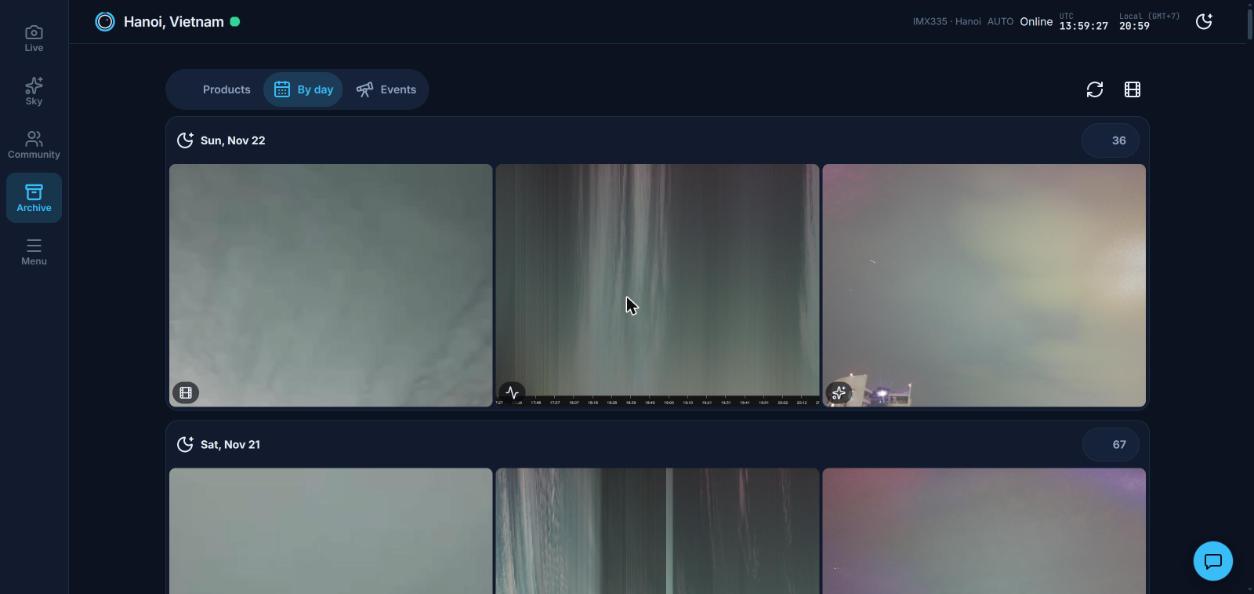 Hanoi, Vietnam
IMX335 · Hanoi AUTO Online
UTC
13:59:27
Local (GMT+7)
20:59
Live
Sky
Community
Archive
Menu
Products
By day
Events
Sun, Nov 22
36
Sat, Nov 21
67